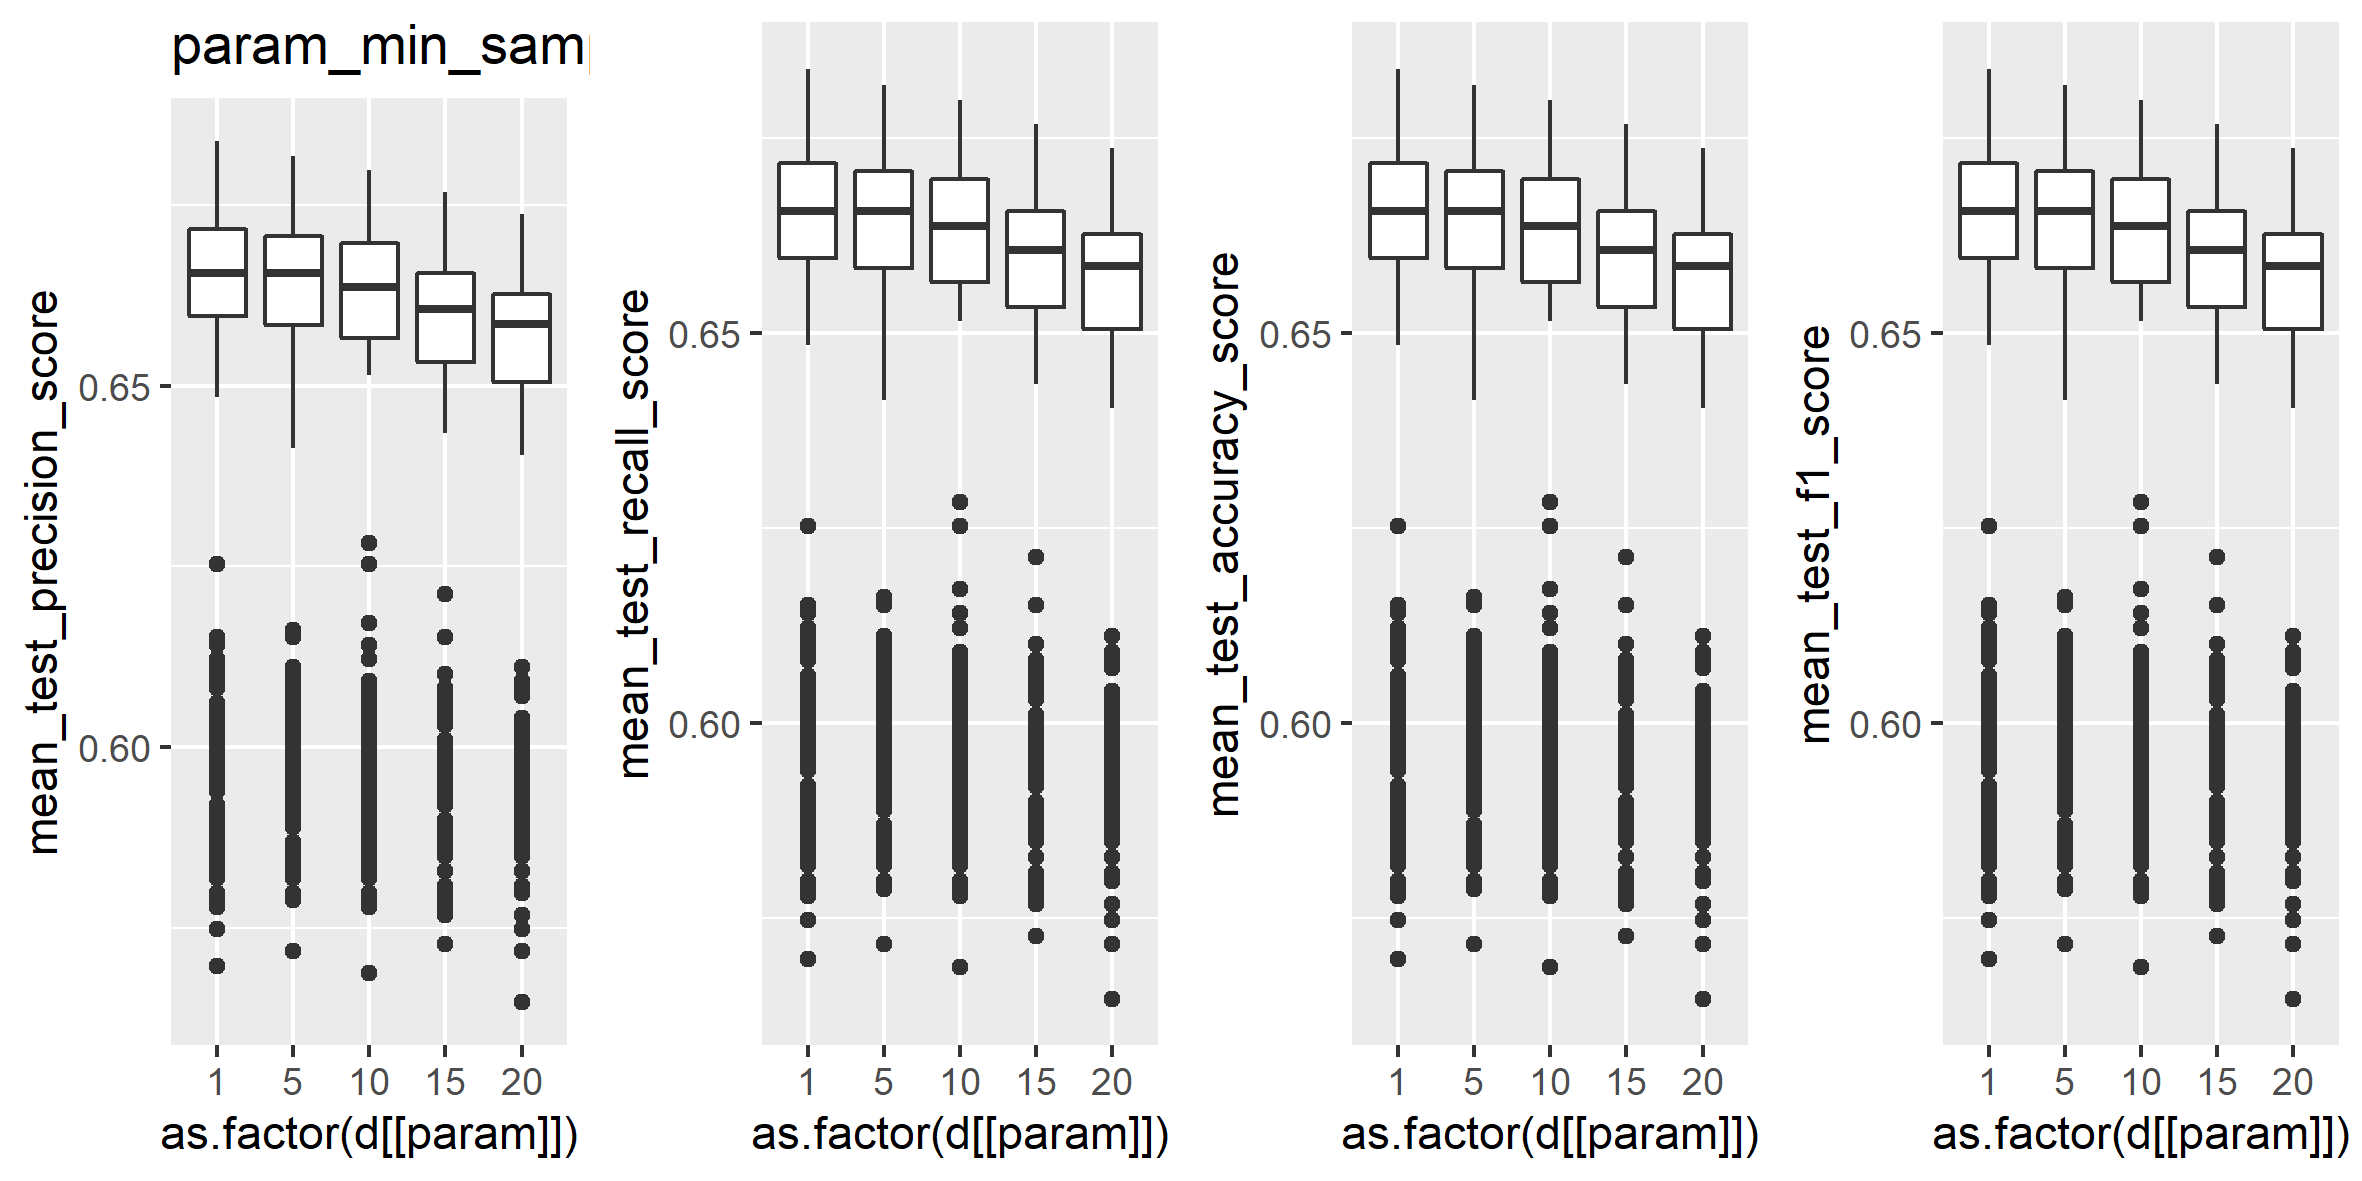 param_min_sam
mean_test_precision_score
0.65
0.60
1 5 10 15 20
as.factor(d[[param]])
mean_test_recall_score
0.65
0.60
1 5 10 15 20
as.factor(d[[param]])
mean_test_accuracy_score
0.65
0.60
1 5 10 15 20
as.factor(d[[param]])
mean_test_f1_score
0.65
0.60
1 5 10 15 20
as.factor(d[[param]])